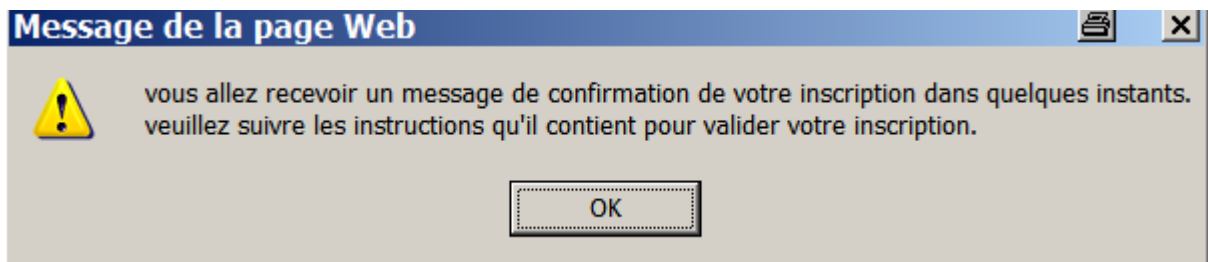 Message de la page Web
vous allez recevoir un message de confirmation de votre inscription dans quelques instants.
veuillez suivre les instructions qu'il contient pour valider votre inscription.
OK